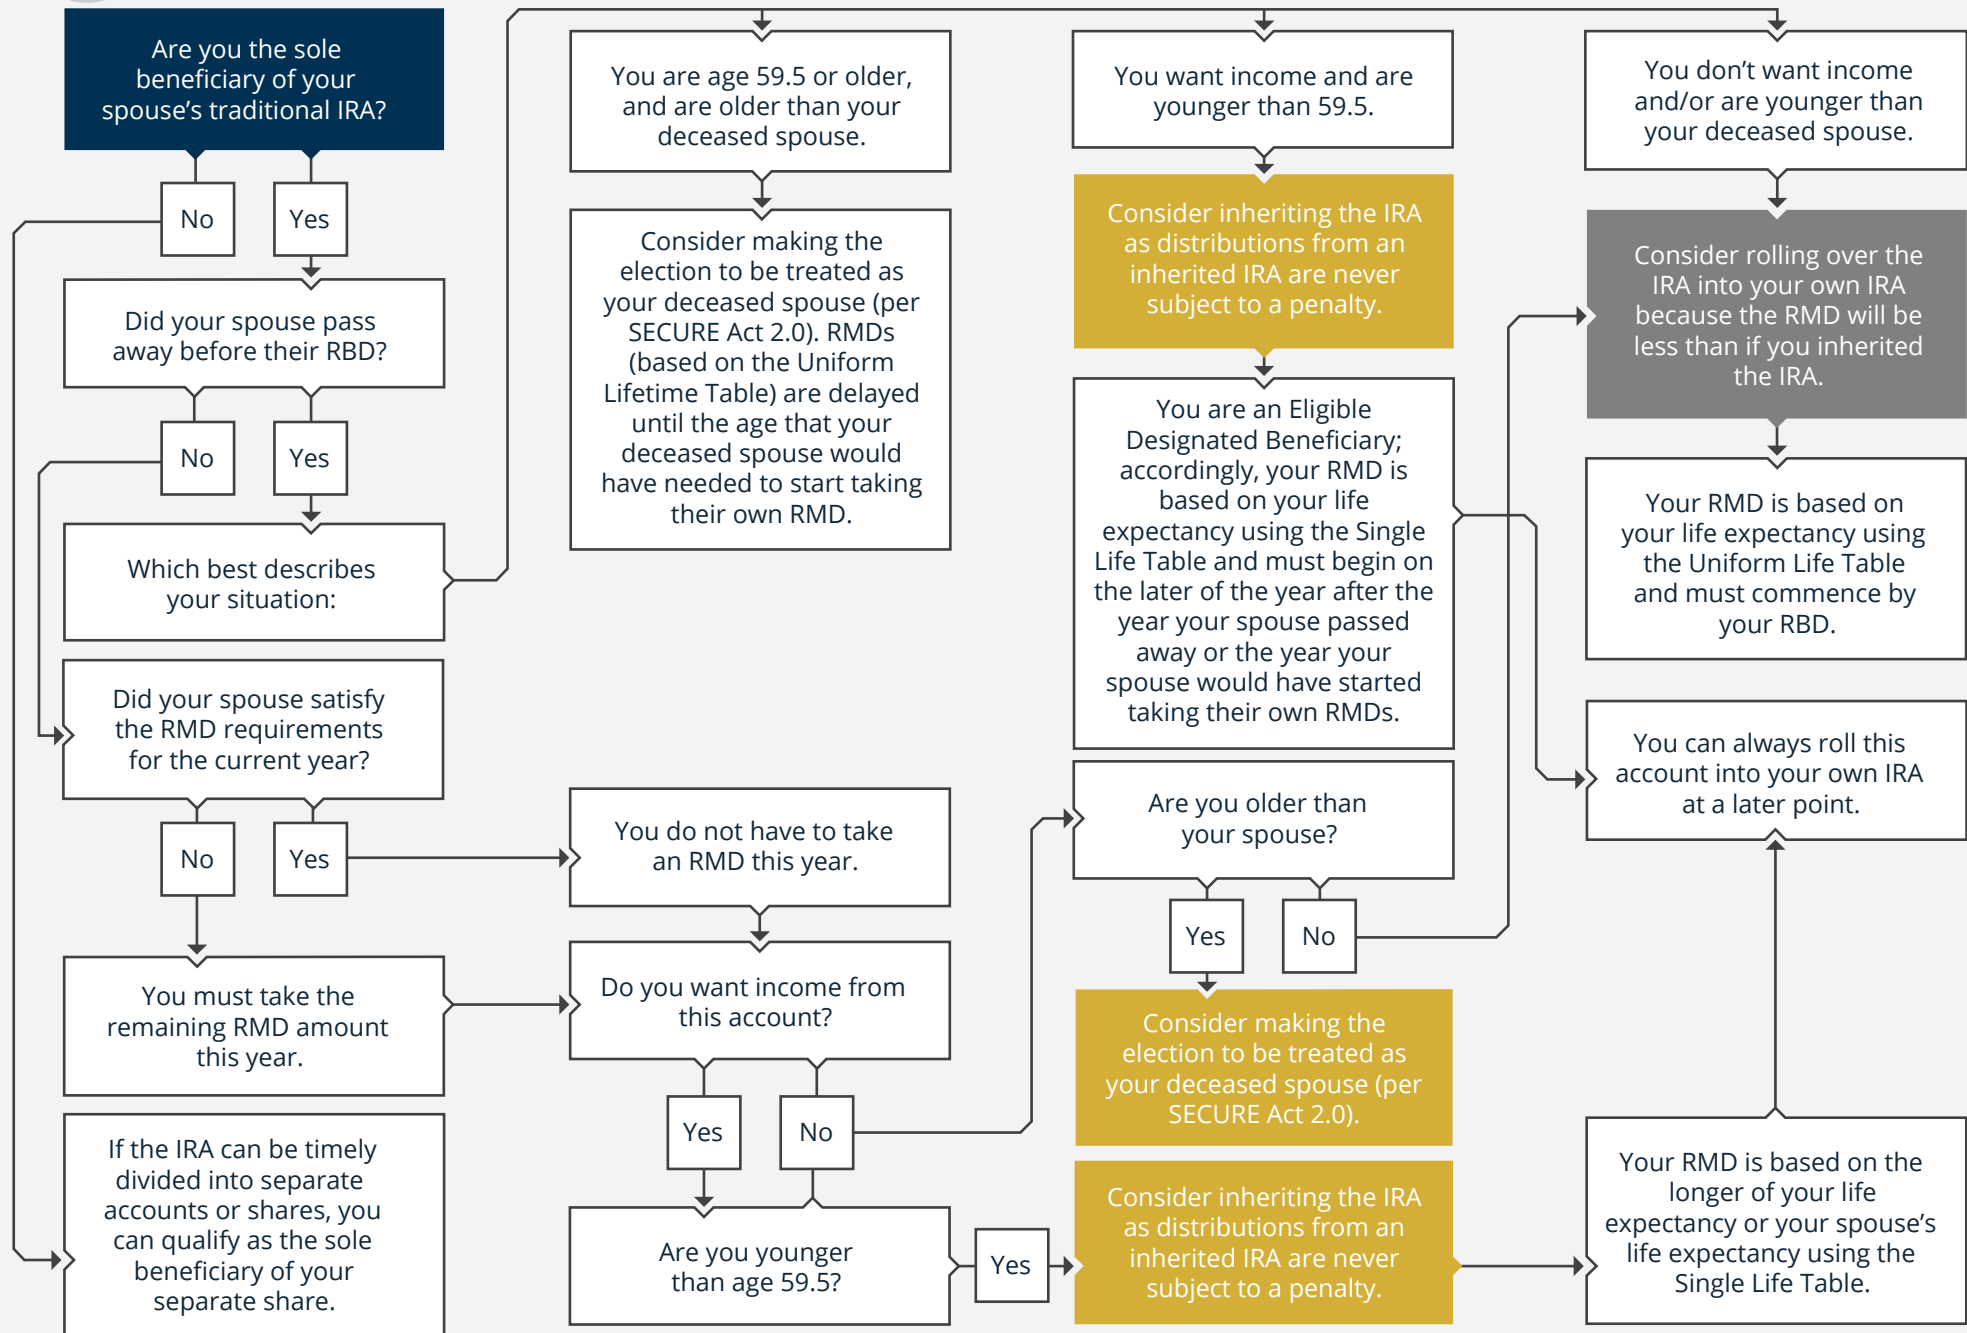 Are you the sole
beneficiary of your
spouse's traditional IRA?
No
Yes
Did your spouse pass
away before their RBD?
No
Yes
Which best describes
your situation:
Did your spouse satisfy
the RMD requirements
for the current year?
No
Yes
You must take the
remaining RMD amount
this year.
If the IRA can be timely
divided into separate
accounts or shares, you
can qualify as the sole
beneficiary of your
separate share.
You are age 59.5 or older,
and are older than your
deceased spouse.
Consider making the
election to be treated as
your deceased spouse (per
SECURE Act 2.0). RMDs
(based on the Uniform
Lifetime Table) are delayed
until the age that your
deceased spouse would
have needed to start taking
their own RMD.
You do not have to take
an RMD this year.
Do you want income from
this account?
Yes
No
Are you younger
than age 59.5?
Yes
You want income and are
younger than 59.5.
Consider inheriting the IRA
as distributions from an
inherited IRA are never
subject to a penalty.
You are an Eligible
Designated Beneficiary;
accordingly, your RMD is
based on your life
expectancy using the Single
Life Table and must begin on
the later of the year after the
year your spouse passed
away or the year your
spouse would have started
taking their own RMDs.
Are you older than
your spouse?
Yes
No
Consider making the
election to be treated as
your deceased spouse (per
SECURE Act 2.0).
Consider inheriting the IRA
as distributions from an
inherited IRA are never
subject to a penalty.
You don't want income
and/or are younger than
your deceased spouse.
Consider rolling over the
IRA into your own IRA
because the RMD will be
less than if you inherited
the IRA.
Your RMD is based on
your life expectancy using
the Uniform Life Table
and must commence by
your RBD.
You can always roll this
account into your own IRA
at a later point.
Your RMD is based on the
longer of your life
expectancy or your spouse's
life expectancy using the
Single Life Table.